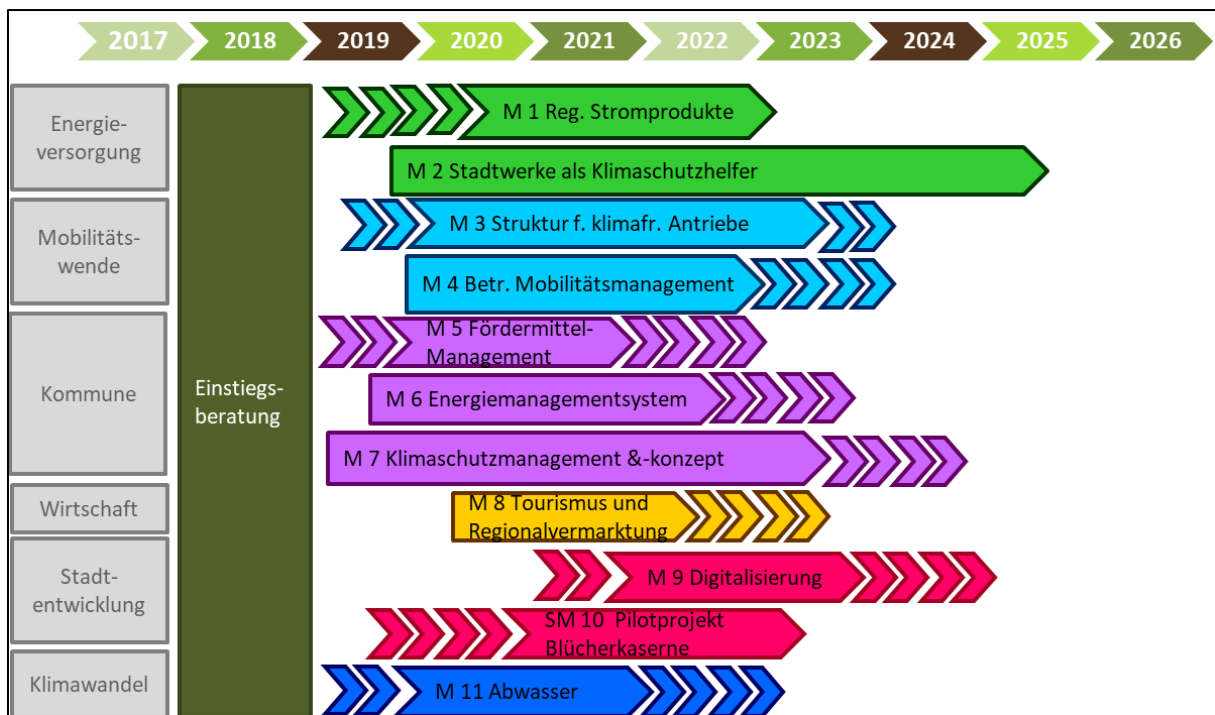 2017 2018 2019 2020 2021 2022 2023 2024 2025 2026
Energie-
versorgung
Mobilitäts-
wende
Kommune
Wirtschaft
Stadt-
entwicklung
Klimawandel
Einstiegs-
beratung
M 1 Reg. Stromprodukte
M 2 Stadtwerke als Klimaschutzhelfer
M 3 Struktur f. klimafr. Antriebe
M 4 Betr. Mobilitätsmanagement
M 5 Fördermittel-
Management
M 6 Energiemanagementsystem
M 7 Klimaschutzmanagement &-konzept
M 8 Tourismus und
Regionalvermarktung
M 9 Digitalisierung
SM 10 Pilotprojekt
Blücherkaserne
M 11 Abwasser